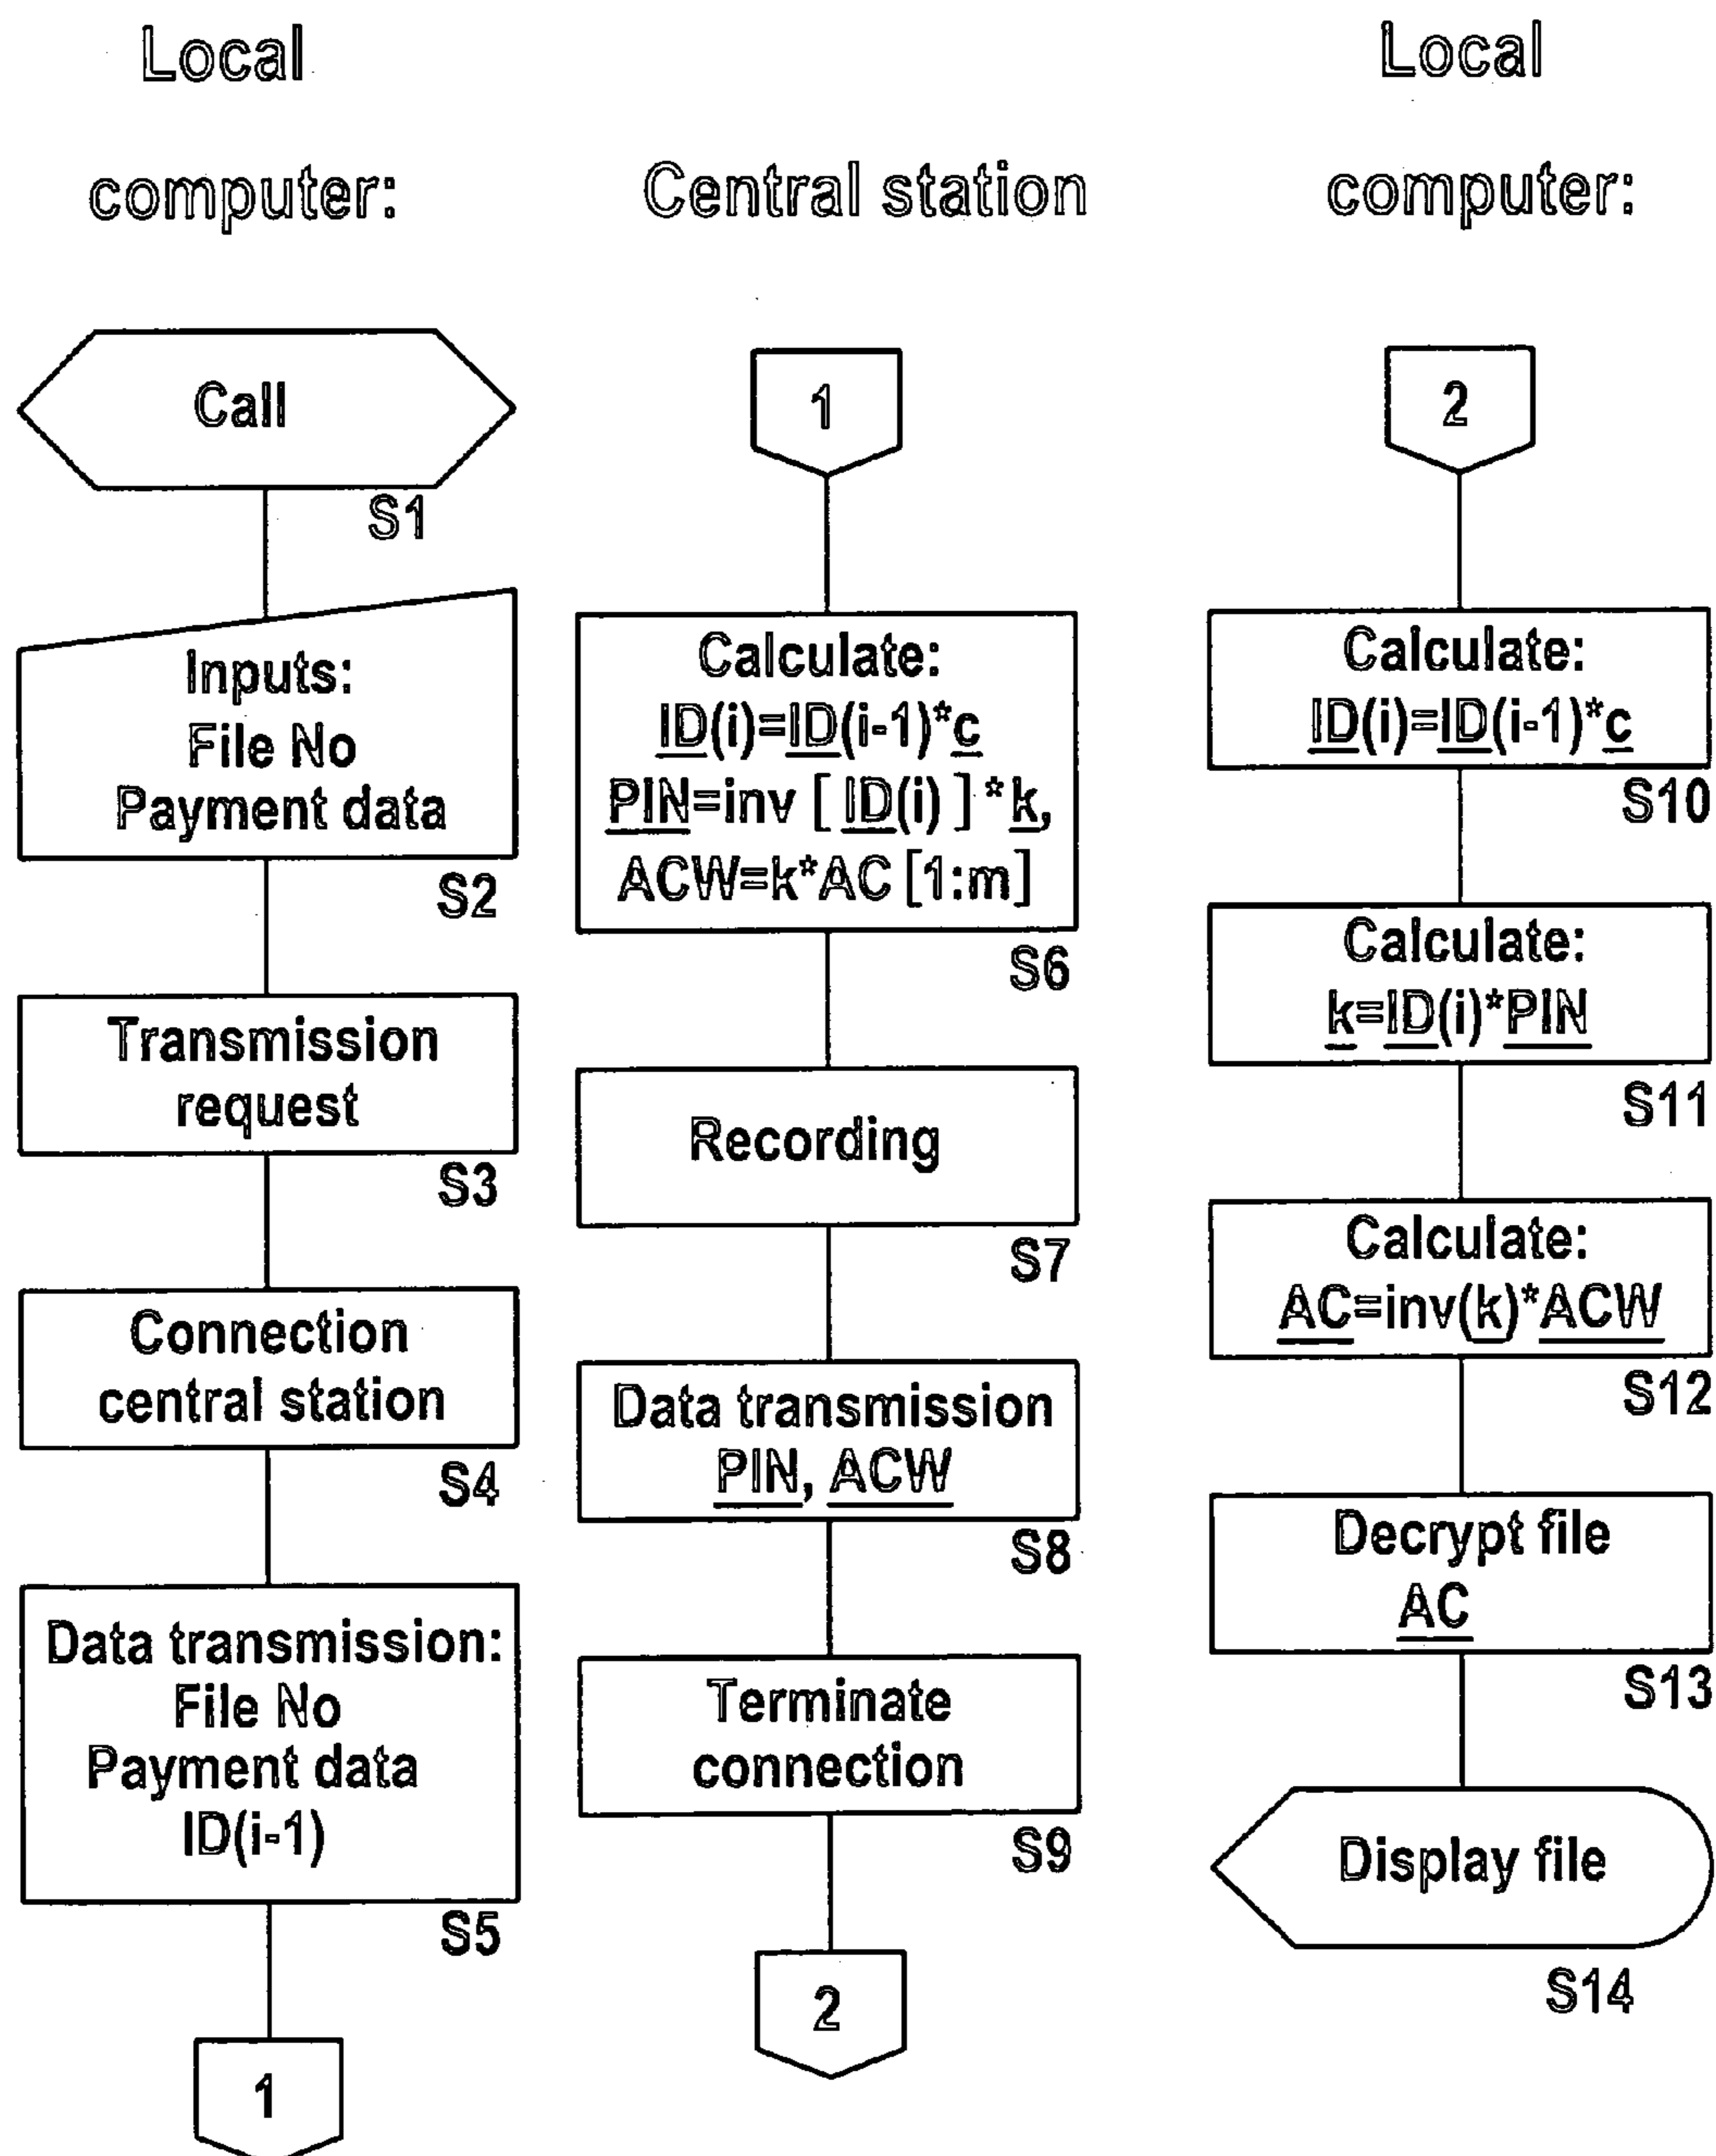 Local
computer:
Call
S1
Inputs:
File No
Payment data
S2
Transmission
request
S3
Connection
central station
S4
Data transmission:
File No
Payment data
ID(i-1)
S5
1
Central station
1
Calculate:
ID(i)=ID(i-1)*c
PIN=inv [ ID(i) ] *k,
ACW=k*AC [1:m]
S6
Recording
S7
Data transmission
PIN, ACW
S8
Terminate
connection
S9
2
Local
computer:
2
Calculate:
ID(i)=ID(i-1)*c
S10
Calculate:
k=ID(i)*PIN
S11
Calculate:
AC=inv(k)*ACW
S12
Decrypt file
AC
S13
Display file
S14